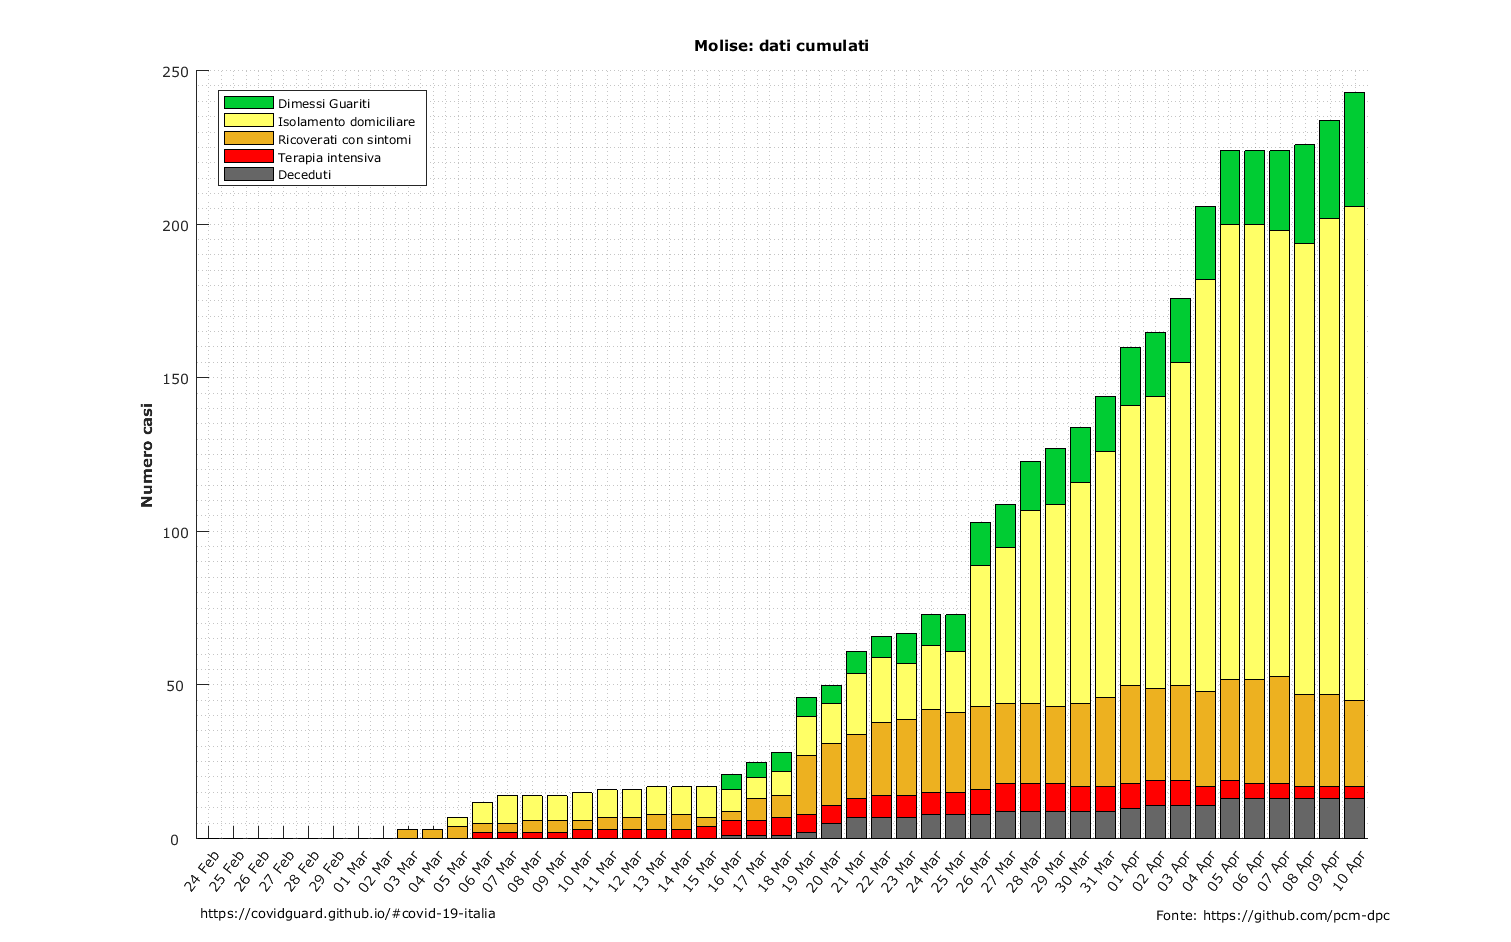 Molise: dati cumulati
250
200
150
100
50
0
Numero casi
Dimessi Guariti
Isolamento domiciliare
Ricoverati con sintomi
Terapia intensiva
Deceduti
24 Feb
25 Feb
26 Feb
27 Feb
28 Feb
29 Feb
01 Mar
02 Mar
03 Mar
04 Mar
05 Mar
06 Mar
07 Mar
08 Mar
09 Mar
10 Mar
11 Mar
12 Mar
13 Mar
14 Mar
15 Mar
16 Mar
17 Mar
18 Mar
19 Mar
20 Mar
21 Mar
22 Mar
23 Mar
24 Mar
25 Mar
26 Mar
27 Mar
28 Mar
29 Mar
30 Mar
31 Mar
01 Apr
02 Apr
03 Apr
04 Apr
05 Apr
06 Apr
07 Apr
08 Apr
09 Apr
10 Apr
https://covidguard.github.io/#covid-19-italia
Fonte: https://github.com/pcm-dpc